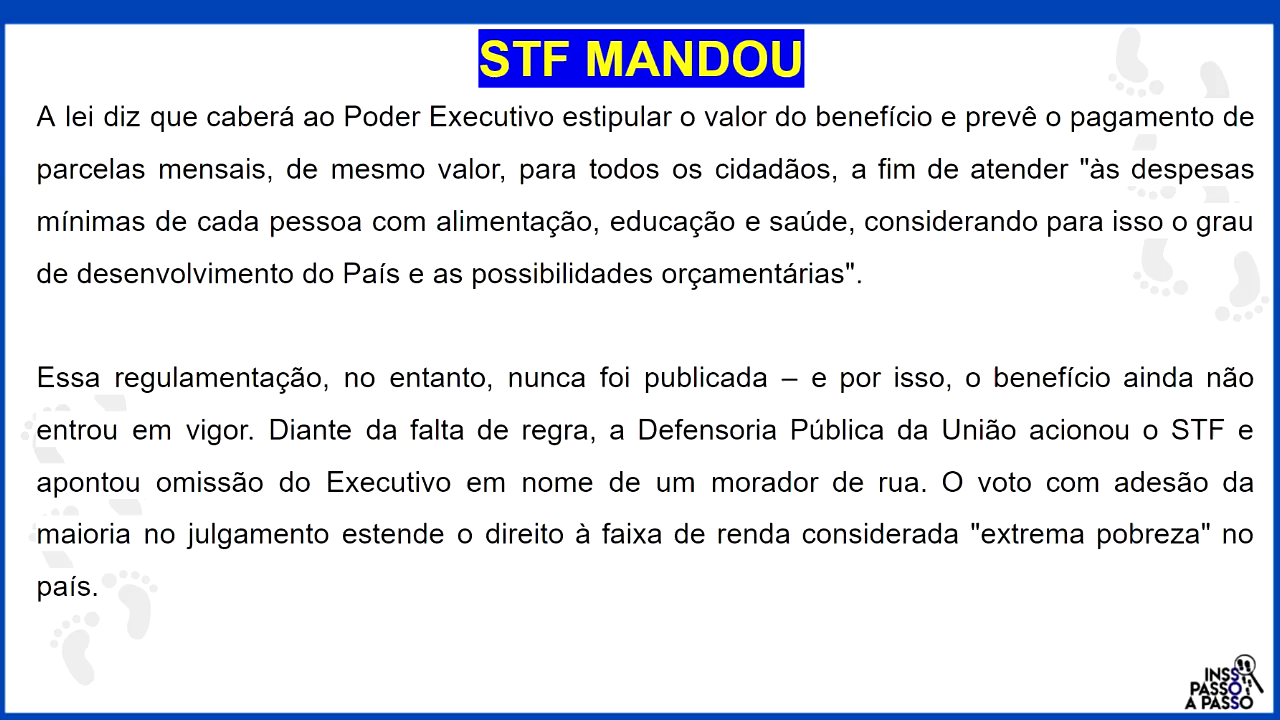 STF MANDOU
A lei diz que caberá ao Poder Executivo estipular o valor do benefício e prevê o pagamento de
parcelas mensais, de mesmo valor, para todos os cidadãos, a fim de atender "às despesas
mínimas de cada pessoa com alimentação, educação e saúde, considerando para isso o grau
de desenvolvimento do País e as possibilidades orçamentárias".
Essa regulamentação, no entanto, nunca foi publicada – e por isso, o benefício ainda não
entrou em vigor. Diante da falta de regra, a Defensoria Pública da União acionou o STF e
apontou omissão do Executivo em nome de um morador de rua. O voto com adesão da
maioria no julgamento estende o direito à faixa de renda considerada "extrema pobreza" no
país.
INSS
PASSO
A PASSO